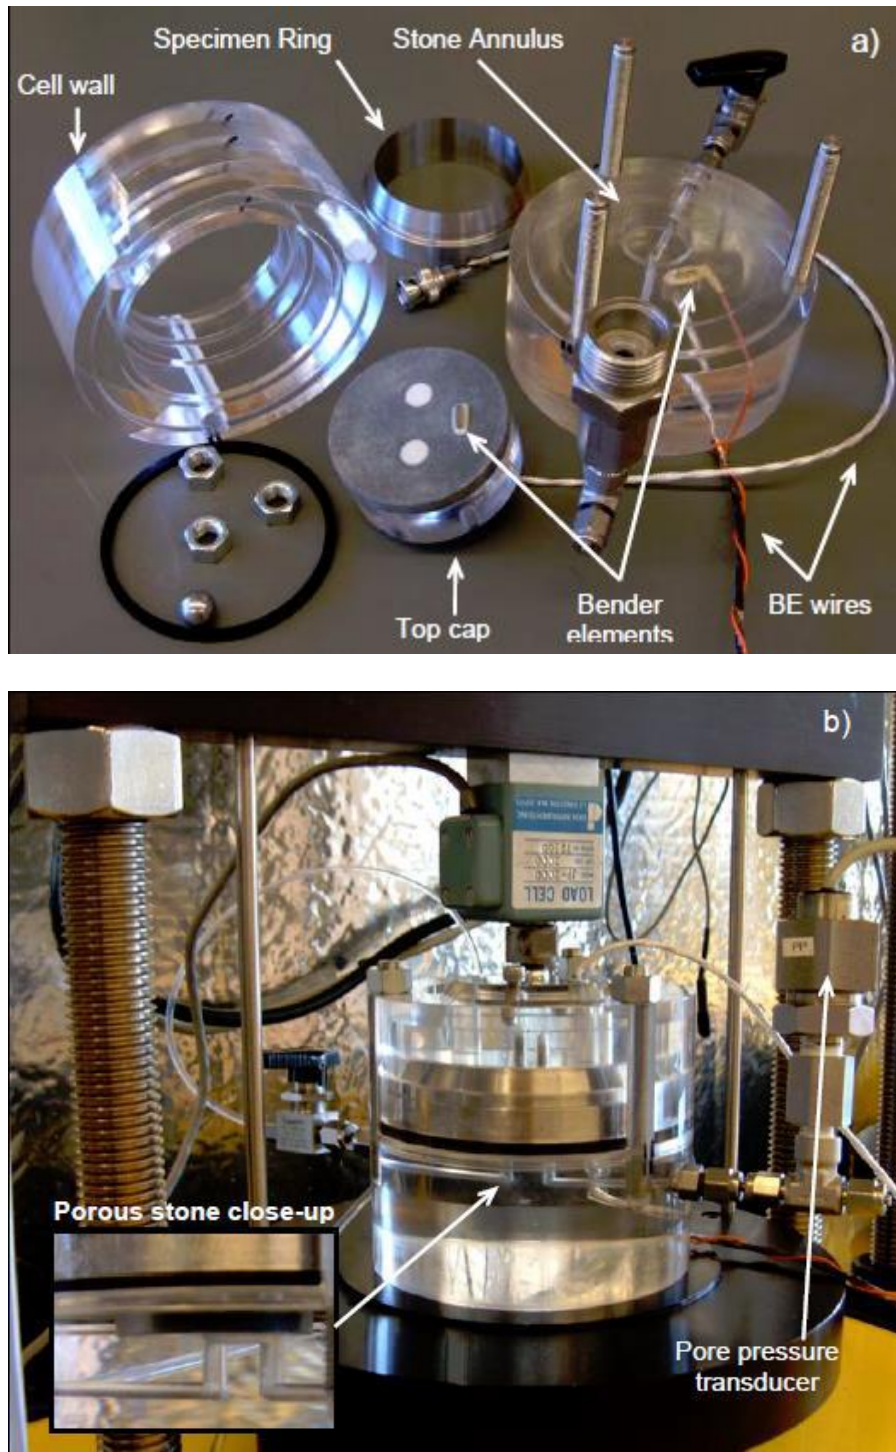 a)
Specimen Ring
Stone Annulus
Cell wall
Top cap
Bender
elements
BE wires
b)
LOAD CELL
PP
Porous stone close-up
Pore pressure
transducer